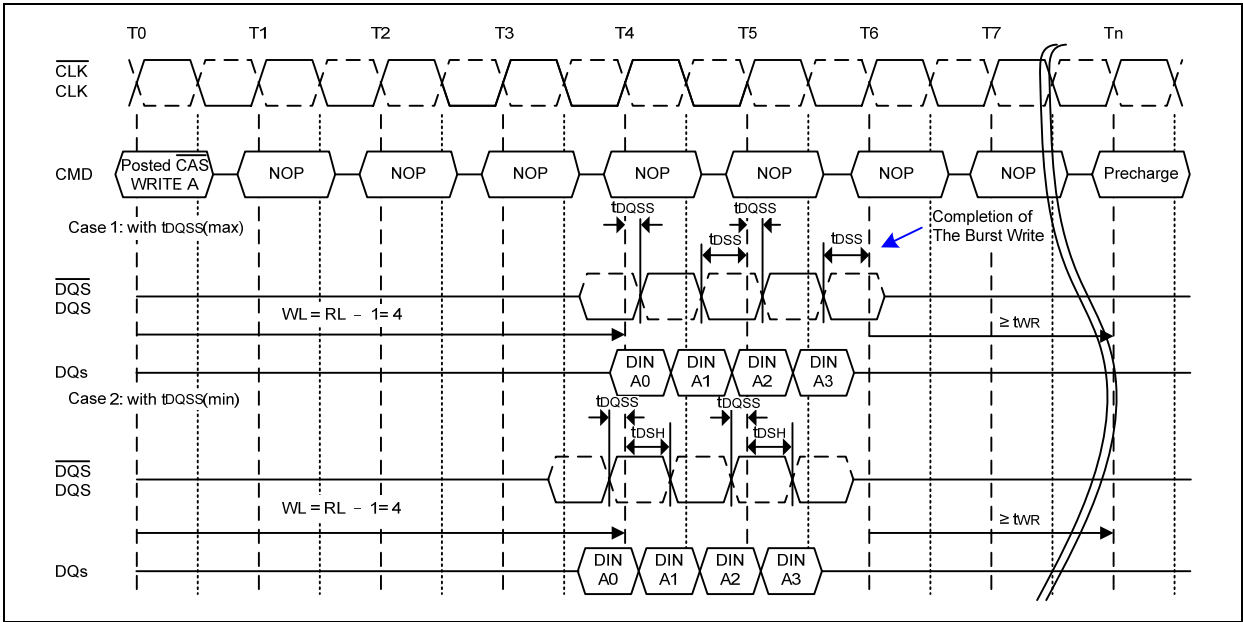 T0 T1 T2 T3 T4 T5 T6 T7 Tn
CLK
CLK
CMD
Posted CAS
WRITE A
NOP NOP NOP NOP NOP NOP NOP Precharge
Case 1: with tDQSS(max)
tDQSS tDQSS
tDSS tDSS
Completion of
The Burst Write
DQS
DQS
WL = RL - 1= 4
≥ tWR
DQs
DIN
A0
DIN
A1
DIN
A2
DIN
A3
Case 2: with tDQSS(min)
tDQSS tDQSS
tDSH tDSH
DQS
DQS
WL = RL - 1= 4
≥ tWR
DQs
DIN
A0
DIN
A1
DIN
A2
DIN
A3